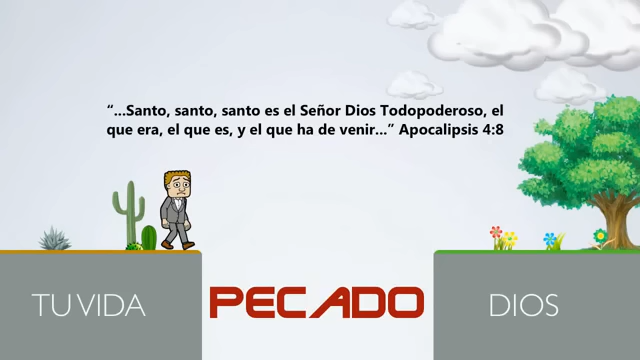 “...Santo, santo, santo es el Señor Dios Todopoderoso, el
que era, el que es, y el que ha de venir...” Apocalipsis 4:8
TU VIDA
PECADO
DIOS